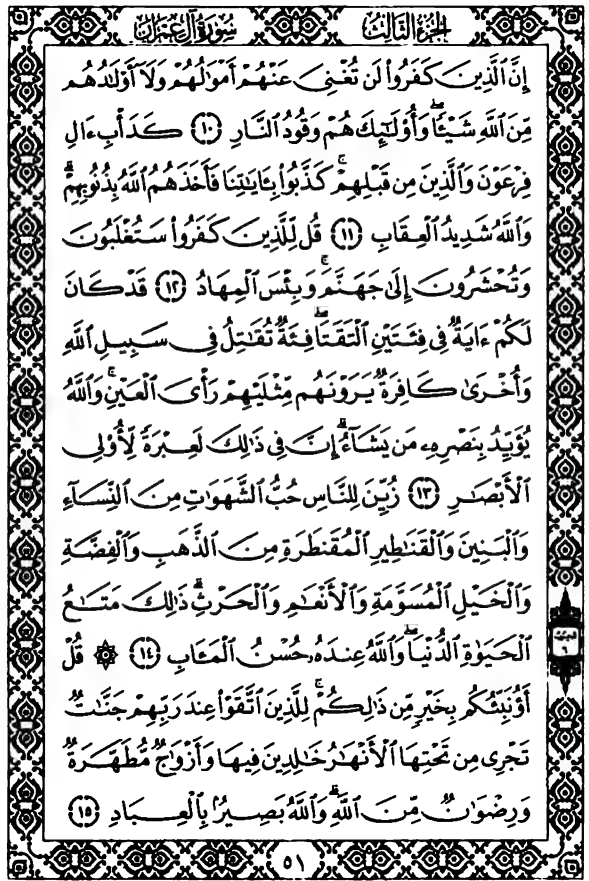 الجزء الثالث
سورة آل عمران
إِنَّ ٱلَّذِينَ كَفَرُواْ لَن تُغْنِيَ عَنْهُمْ أَمْوَٰلُهُمْ وَلَآ أَوْلَٰدُهُم
مِّنَ ٱللَّهِ شَيْـًٔاۖ وَأُوْلَٰٓئِكَ هُمْ وَقُودُ ٱلنَّارِ ۝١٠ كَدَأْبِ ءَالِ
فِرْعَوْنَ وَٱلَّذِينَ مِن قَبْلِهِمْۚ كَذَّبُواْ بِـَٔايَٰتِنَا فَأَخَذَهُمُ ٱللَّهُ بِذُنُوبِهِمْۗ
وَٱللَّهُ شَدِيدُ ٱلْعِقَابِ ۝١١ قُل لِّلَّذِينَ كَفَرُواْ سَتُغْلَبُونَ
وَتُحْشَرُونَ إِلَىٰ جَهَنَّمَۚ وَبِئْسَ ٱلْمِهَادُ ۝١٢ قَدْ كَانَ
لَكُمْ ءَايَةٌ فِي فِئَتَيْنِ ٱلْتَقَتَاۖ فِئَةٌ تُقَٰتِلُ فِي سَبِيلِ ٱللَّهِ
وَأُخْرَىٰ كَافِرَةٌ يَرَوْنَهُم مِّثْلَيْهِمْ رَأْيَ ٱلْعَيْنِۚ وَٱللَّهُ
يُؤَيِّدُ بِنَصْرِهِۦ مَن يَشَآءُۗ إِنَّ فِي ذَٰلِكَ لَعِبْرَةً لِّأُوْلِي
ٱلْأَبْصَٰرِ ۝١٣ زُيِّنَ لِلنَّاسِ حُبُّ ٱلشَّهَوَٰتِ مِنَ ٱلنِّسَآءِ
وَٱلْبَنِينَ وَٱلْقَنَٰطِيرِ ٱلْمُقَنطَرَةِ مِنَ ٱلذَّهَبِ وَٱلْفِضَّةِ
وَٱلْخَيْلِ ٱلْمُسَوَّمَةِ وَٱلْأَنْعَٰمِ وَٱلْحَرْثِۗ ذَٰلِكَ مَتَٰعُ
ٱلْحَيَوٰةِ ٱلدُّنْيَاۖ وَٱللَّهُ عِندَهُۥ حُسْنُ ٱلْمَـَٔابِ ۝١٤ ۞ قُلْ
أَؤُنَبِّئُكُم بِخَيْرٍ مِّن ذَٰلِكُمْۚ لِلَّذِينَ ٱتَّقَوْاْ عِندَ رَبِّهِمْ جَنَّٰتٌ
تَجْرِي مِن تَحْتِهَا ٱلْأَنْهَٰرُ خَٰلِدِينَ فِيهَا وَأَزْوَٰجٌ مُّطَهَّرَةٌ
وَرِضْوَٰنٌ مِّنَ ٱللَّهِۗ وَٱللَّهُ بَصِيرٌۢ بِٱلْعِبَادِ ۝١٥
٥١